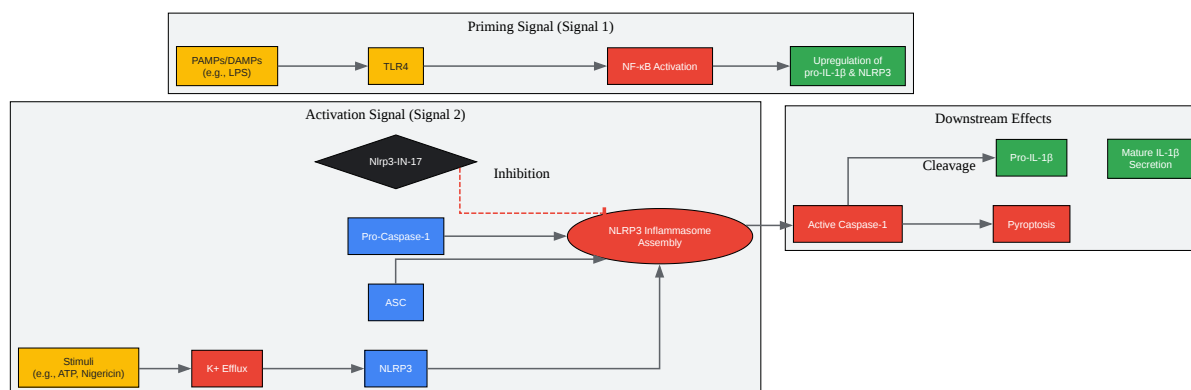 Priming Signal (Signal 1)
PAMPs/DAMPs
(e.g., LPS)
TLR4
NF-κB Activation
Upregulation of
pro-IL-1β & NLRP3
Activation Signal (Signal 2)
Nlrp3-IN-17
Inhibition
Pro-Caspase-1
NLRP3 Inflammasome
Assembly
ASC
Stimuli
(e.g., ATP, Nigericin)
K+ Efflux
NLRP3
Downstream Effects
Cleavage
Pro-IL-1β
Mature IL-1β
Secretion
Active Caspase-1
Pyroptosis